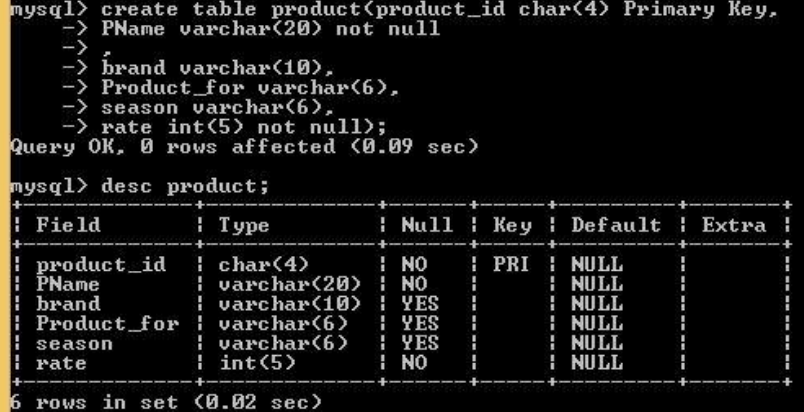 mysql> create table product(product_id char(4) Primary Key,
    -> PName varchar(20) not null
    -> ,
    -> brand varchar(10),
    -> Product_for varchar(6),
    -> season varchar(6),
    -> rate int(5) not null);
Query OK, 0 rows affected (0.09 sec)
mysql> desc product;
+-------------+-------------+------+-----+---------+-------+
| Field       | Type        | Null | Key | Default | Extra |
+-------------+-------------+------+-----+---------+-------+
| product_id  | char(4)     | NO   | PRI | NULL    |       |
| PName       | varchar(20) | NO   |     | NULL    |       |
| brand       | varchar(10) | YES  |     | NULL    |       |
| Product_for | varchar(6)  | YES  |     | NULL    |       |
| season      | varchar(6)  | YES  |     | NULL    |       |
| rate        | int(5)      | NO   |     | NULL    |       |
+-------------+-------------+------+-----+---------+-------+
6 rows in set (0.02 sec)